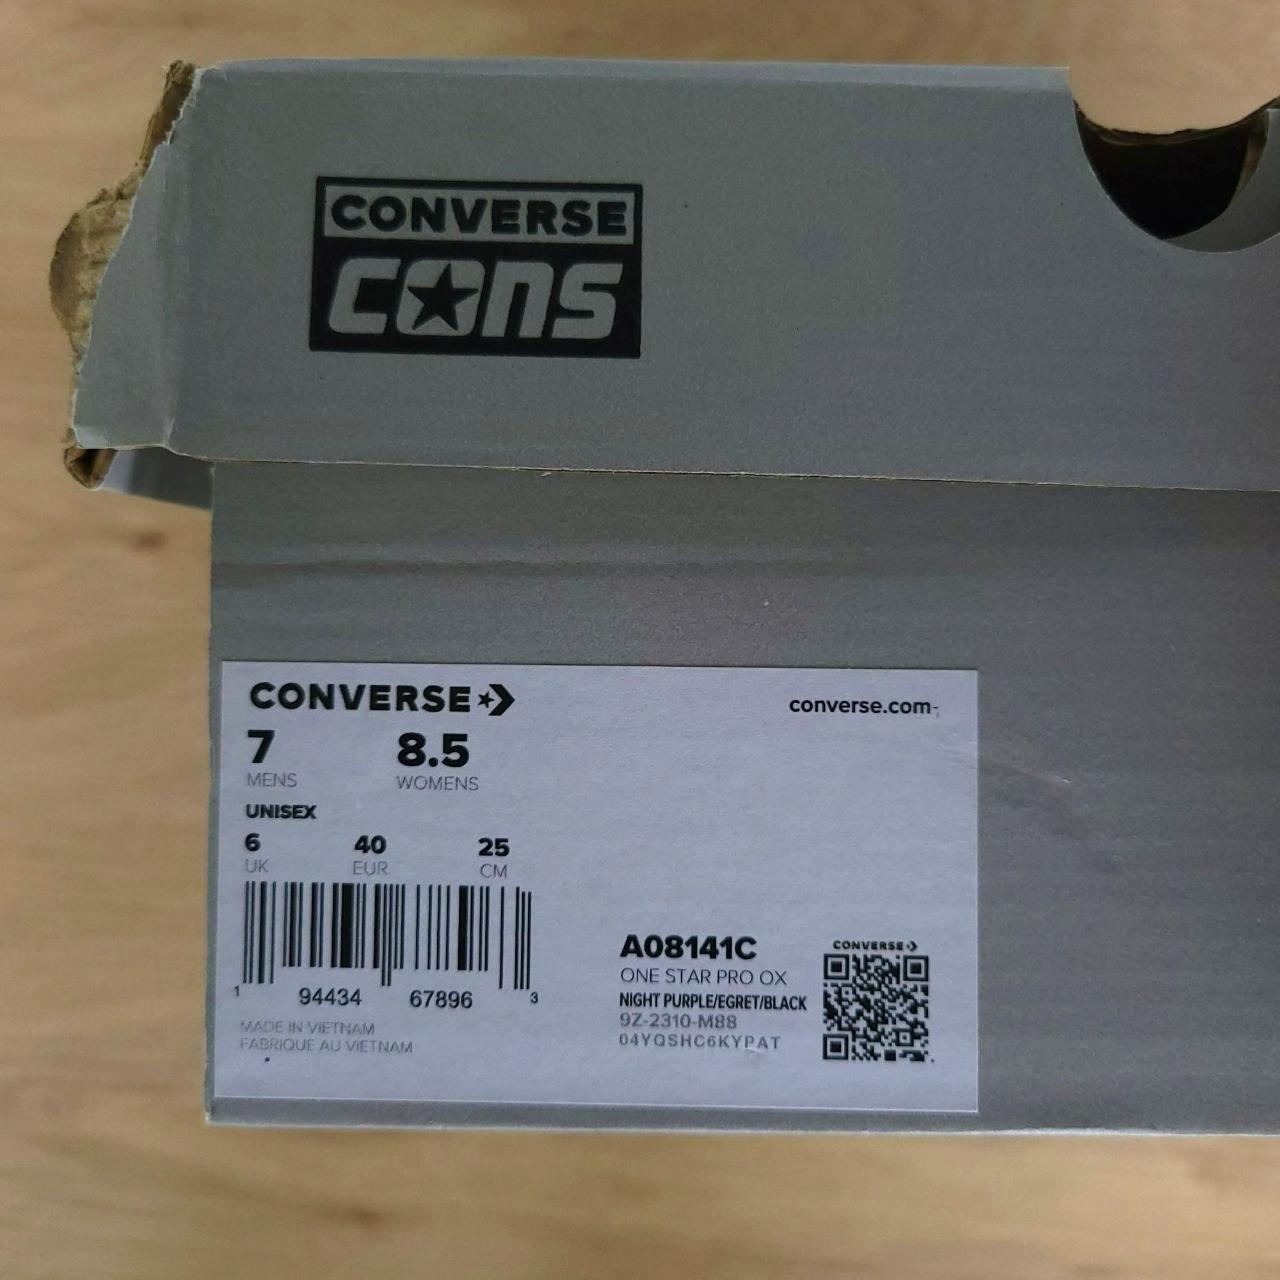 CONVERSE
CONS
CONVERSE
converse.com
7 8.5
MENS WOMENS
UNISEX
6 40 25
UK EUR CM
1 94434 67896 3
MADE IN VIETNAM
FABRIQUE AU VIETNAM
A08141C
ONE STAR PRO OX
NIGHT PURPLE/EGRET/BLACK
9Z-2310-M88
04YQSHC6KYPAT
CONVERSE